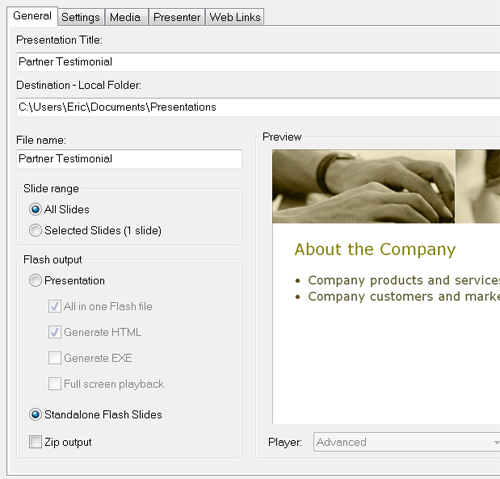 General Settings Media Presenter Web Links
Presentation Title:
Partner Testimonial
Destination - Local Folder:
C:\Users\Eric\Documents\Presentations
File name:
Partner Testimonial
Slide range
All Slides
Selected Slides (1 slide)
Flash output
Presentation
All in one Flash file
Generate HTML
Generate EXE
Full screen playback
Standalone Flash Slides
Zip output
Preview
About the Company
• Company products and services
• Company customers and marke
Player: Advanced